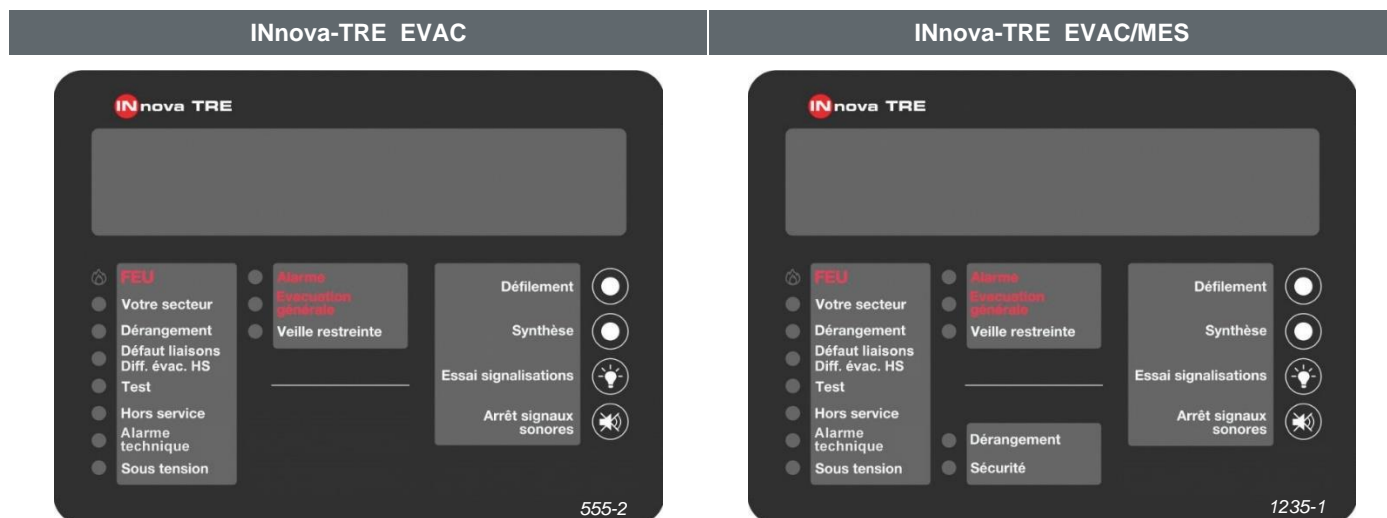 INnova-TRE EVAC
INnova TRE
FEU
Votre secteur
Dérangement
Défaut liaisons
Diff. évac. HS
Test
Hors service
Alarme
technique
Sous tension
Alarme
Evacuation
générale
Veille restreinte
Défilement
Synthèse
Essai signalisations
Arrêt signaux
sonores
555-2
INnova-TRE EVAC/MES
INnova TRE
FEU
Votre secteur
Dérangement
Défaut liaisons
Diff. évac. HS
Test
Hors service
Alarme
technique
Sous tension
Alarme
Evacuation
générale
Veille restreinte
Dérangement
Sécurité
Défilement
Synthèse
Essai signalisations
Arrêt signaux
sonores
1235-1